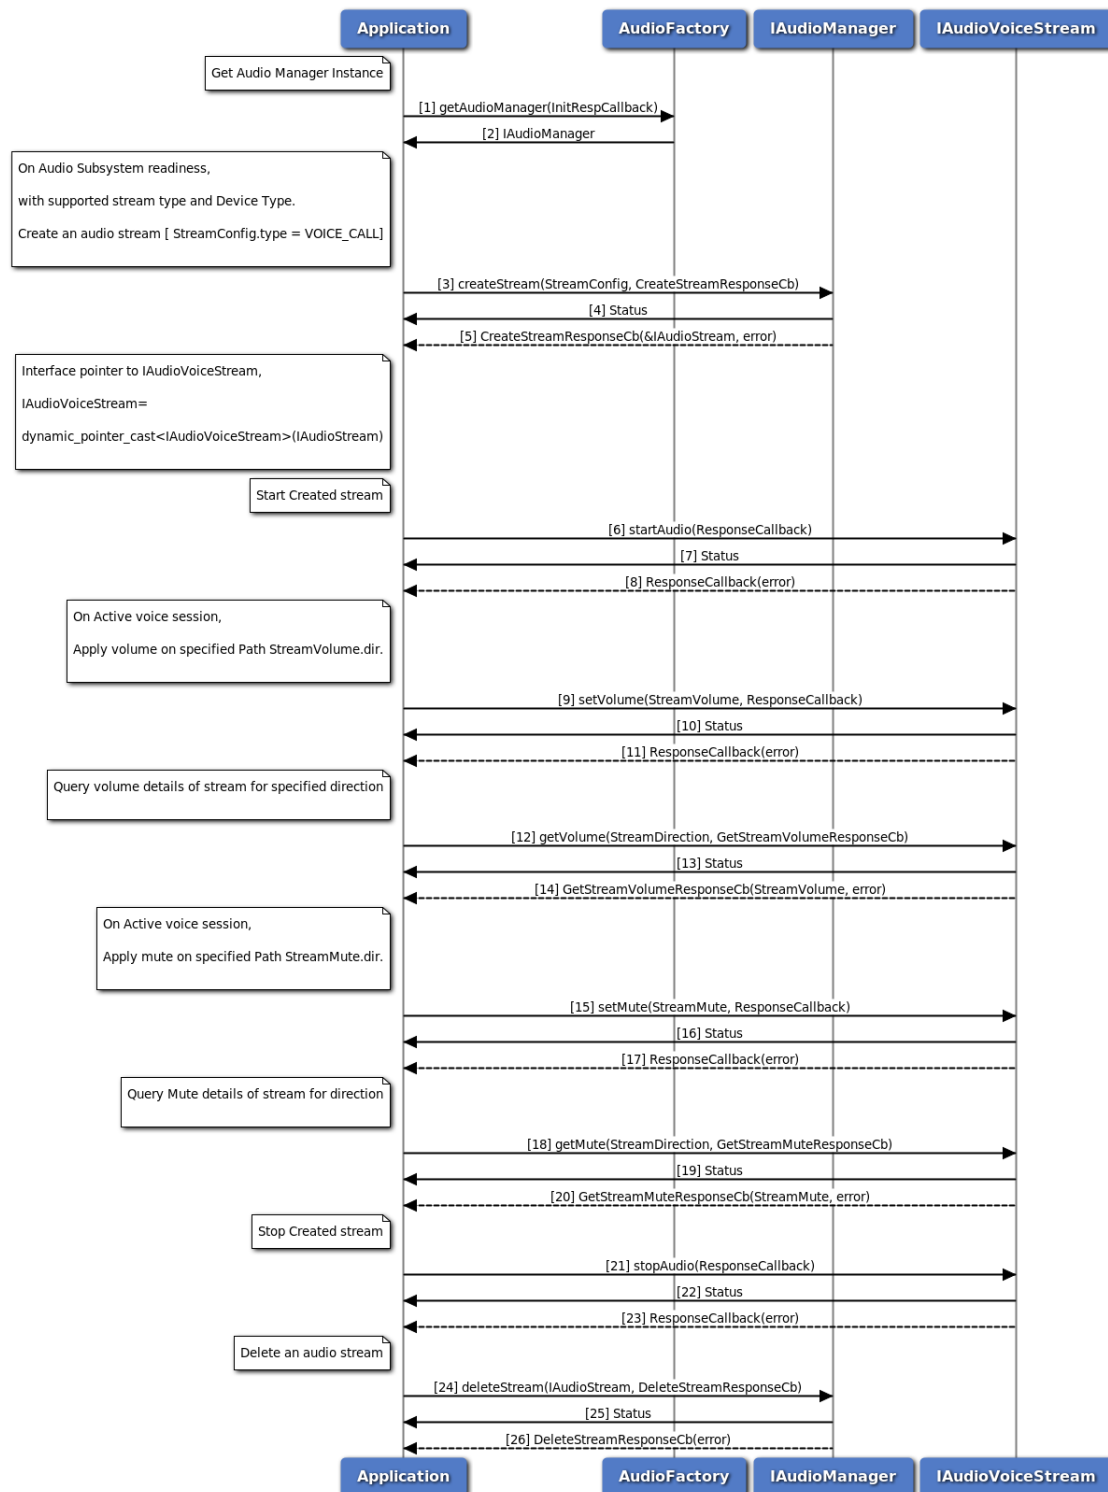 Application
AudioFactory
IAudioManager
IAudioVoiceStream
Get Audio Manager Instance
[1] getAudioManager(InitRespCallback)
[2] IAudioManager
On Audio Subsystem readiness,
with supported stream type and Device Type.
Create an audio stream [ StreamConfig.type = VOICE_CALL]
[3] createStream(StreamConfig, CreateStreamResponseCb)
[4] Status
[5] CreateStreamResponseCb(&IAudioStream, error)
Interface pointer to IAudioVoiceStream,
IAudioVoiceStream=
dynamic_pointer_cast<IAudioVoiceStream>(IAudioStream)
Start Created stream
[6] startAudio(ResponseCallback)
[7] Status
[8] ResponseCallback(error)
On Active voice session,
Apply volume on specified Path StreamVolume.dir.
[9] setVolume(StreamVolume, ResponseCallback)
[10] Status
[11] ResponseCallback(error)
Query volume details of stream for specified direction
[12] getVolume(StreamDirection, GetStreamVolumeResponseCb)
[13] Status
[14] GetStreamVolumeResponseCb(StreamVolume, error)
On Active voice session,
Apply mute on specified Path StreamMute.dir.
[15] setMute(StreamMute, ResponseCallback)
[16] Status
[17] ResponseCallback(error)
Query Mute details of stream for direction
[18] getMute(StreamDirection, GetStreamMuteResponseCb)
[19] Status
[20] GetStreamMuteResponseCb(StreamMute, error)
Stop Created stream
[21] stopAudio(ResponseCallback)
[22] Status
[23] ResponseCallback(error)
Delete an audio stream
[24] deleteStream(IAudioStream, DeleteStreamResponseCb)
[25] Status
[26] DeleteStreamResponseCb(error)
Application
AudioFactory
IAudioManager
IAudioVoiceStream